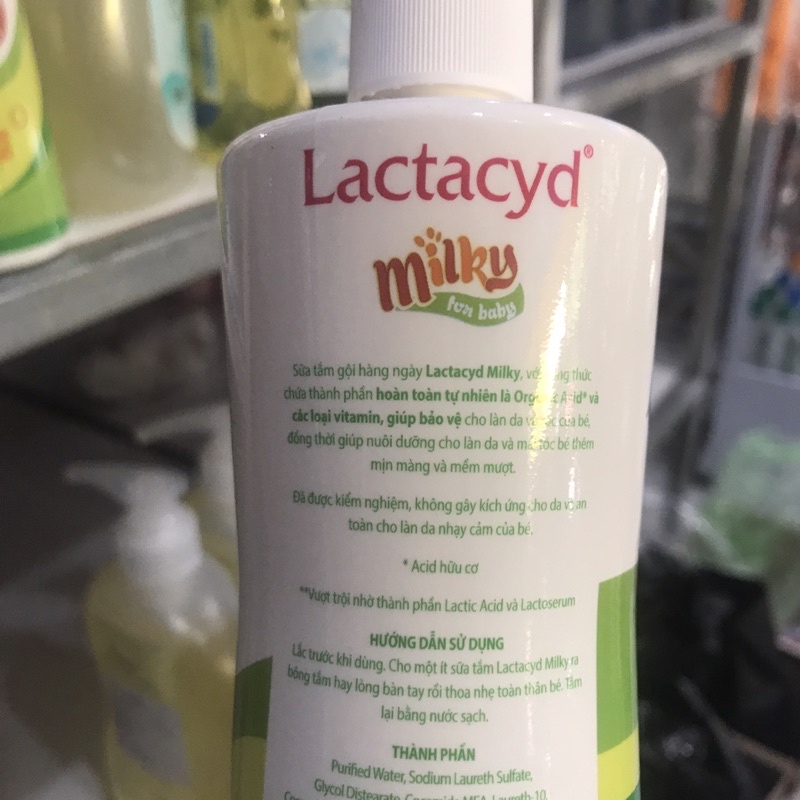 Lactacyd®
milky
for baby
Sữa tắm gội hàng ngày Lactacyd Milky, với công thức
chứa thành phần hoàn toàn tự nhiên là Organic Acid* và
các loại vitamin, giúp bảo vệ cho làn da và tóc của bé,
đồng thời giúp nuôi dưỡng cho làn da và mái tóc bé thêm
mịn màng và mềm mượt.
Đã được kiểm nghiệm, không gây kích ứng cho da và an
toàn cho làn da nhạy cảm của bé.
* Acid hữu cơ
**Vượt trội nhờ thành phần Lactic Acid và Lactoserum
HƯỚNG DẪN SỬ DỤNG
Lắc trước khi dùng. Cho một ít sữa tắm Lactacyd Milky ra
bông tắm hay lòng bàn tay rồi thoa nhẹ toàn thân bé. Tắm
lại bằng nước sạch.
THÀNH PHẦN
Purified Water, Sodium Laureth Sulfate,
Glycol Distearate, Cocamide MEA, Laureth-10,